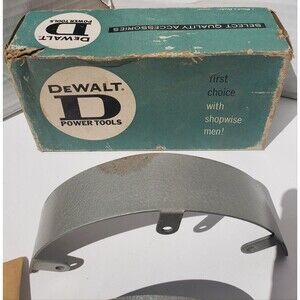 SELECT QUALITY ACCESSORIES
DEWALT
D
POWER TOOLS
DEWALT.
D
POWER TOOLS
first
choice
with
shopwise
men!